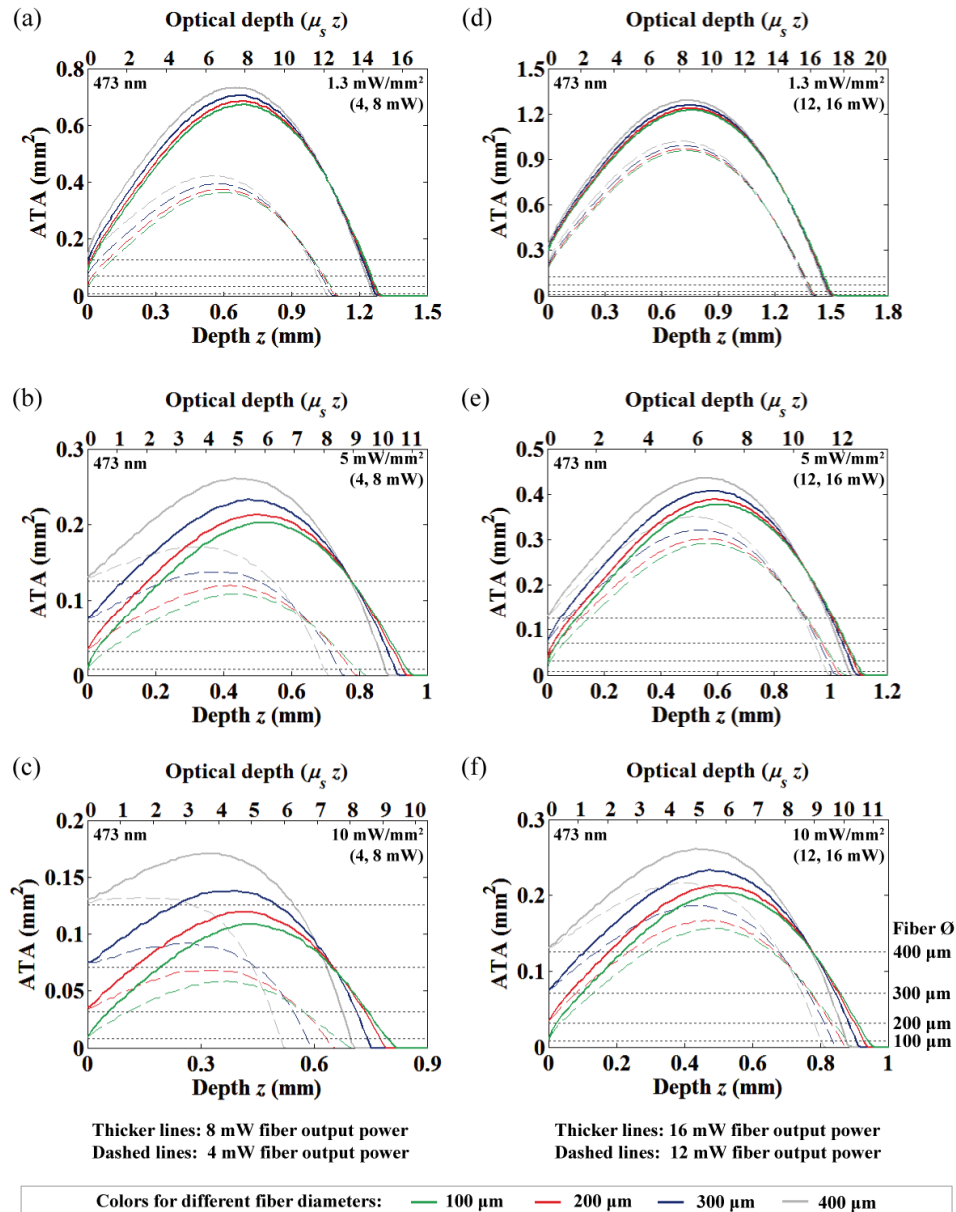 (a)
Optical depth (μs z)
0 2 4 6 8 10 12 14 16
473 nm
1.3 mW/mm²
(4, 8 mW)
ATA (mm²)
0.8
0.6
0.4
0.2
0
0 0.3 0.6 0.9 1.2 1.5
Depth z (mm)
(d)
Optical depth (μs z)
0 2 4 6 8 10 12 14 16 18 20
473 nm
1.3 mW/mm²
(12, 16 mW)
ATA (mm²)
1.5
1.2
0.9
0.6
0.3
0
0 0.3 0.6 0.9 1.2 1.5 1.8
Depth z (mm)
(b)
Optical depth (μs z)
0 1 2 3 4 5 6 7 8 9 10 11
473 nm
5 mW/mm²
(4, 8 mW)
ATA (mm²)
0.3
0.2
0.1
0
0 0.2 0.4 0.6 0.8 1
Depth z (mm)
(e)
Optical depth (μs z)
0 2 4 6 8 10 12
473 nm
5 mW/mm²
(12, 16 mW)
ATA (mm²)
0.5
0.4
0.3
0.2
0.1
0
0 0.2 0.4 0.6 0.8 1 1.2
Depth z (mm)
(c)
Optical depth (μs z)
0 1 2 3 4 5 6 7 8 9 10
473 nm
10 mW/mm²
(4, 8 mW)
ATA (mm²)
0.2
0.15
0.1
0.05
0
0 0.3 0.6 0.9
Depth z (mm)
(f)
Optical depth (μs z)
0 1 2 3 4 5 6 7 8 9 10 11
473 nm
10 mW/mm²
(12, 16 mW)
ATA (mm²)
0.3
0.2
0.1
0
0 0.2 0.4 0.6 0.8 1
Depth z (mm)
Fiber Ø
400 μm
300 μm
200 μm
100 μm
Thicker lines: 8 mW fiber output power
Dashed lines: 4 mW fiber output power
Thicker lines: 16 mW fiber output power
Dashed lines: 12 mW fiber output power
Colors for different fiber diameters: 100 μm 200 μm 300 μm 400 μm